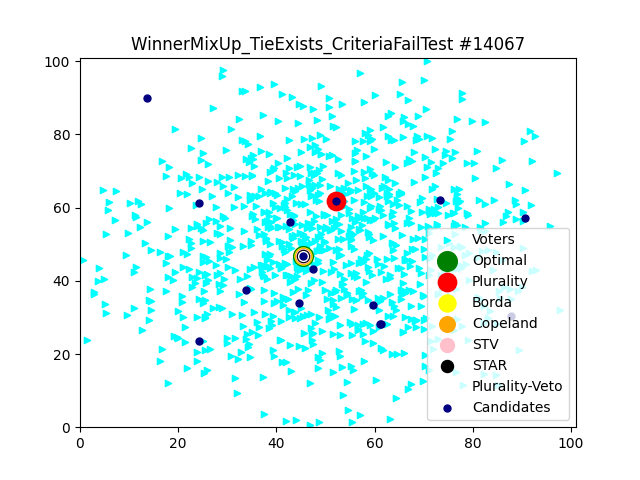 WinnerMixUp_TieExists_CriteriaFailTest #14067
100
80
60
40
20
0
0
20
40
60
80
100
Voters
Optimal
Plurality
Borda
Copeland
STV
STAR
Plurality-Veto
Candidates